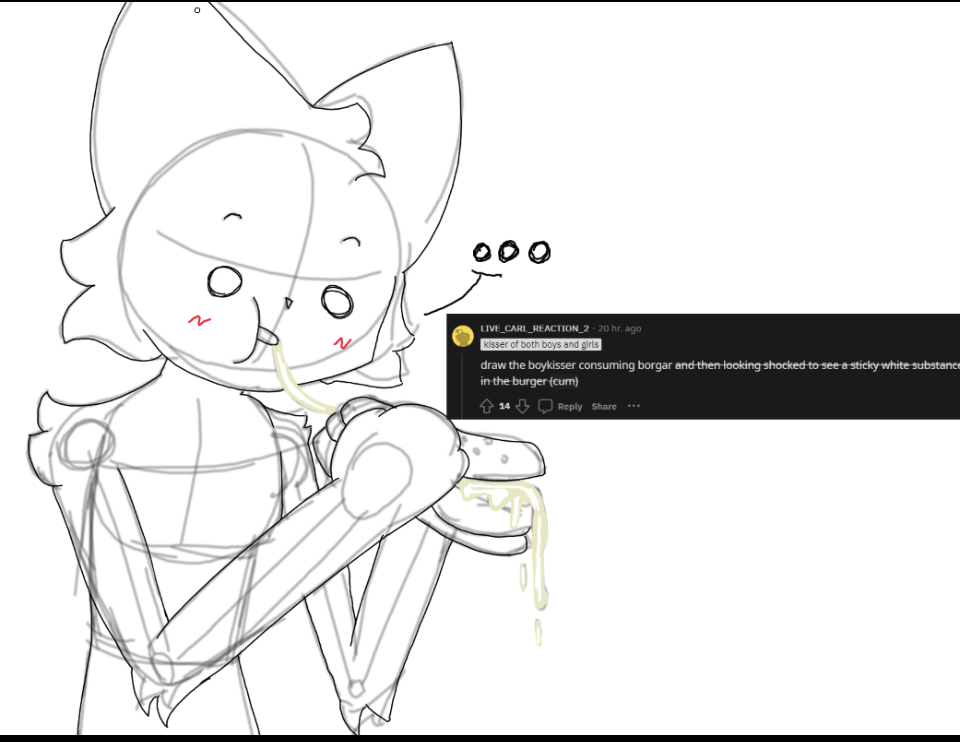 LIVE_CARL_REACTION_2 · 20 hr. ago
kisser of both boys and girls
draw the boykisser consuming borgar and then looking shocked to see a sticky white substance
in the burger (cum)
14 Reply Share ···